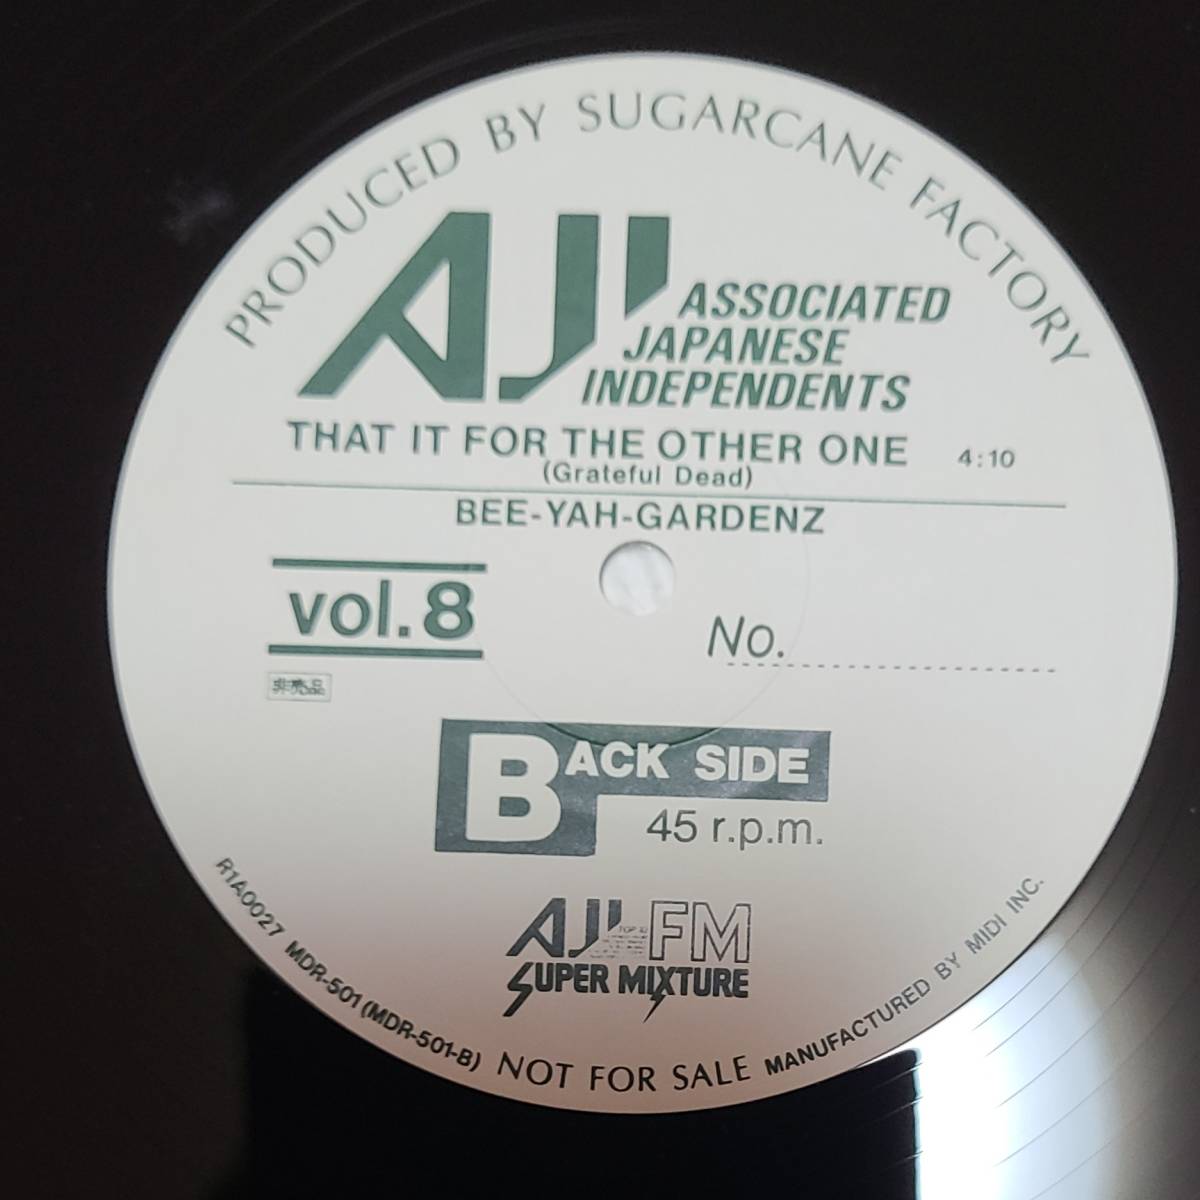 PRODUCED BY SUGARCANE FACTORY
AJI
ASSOCIATED
JAPANESE
INDEPENDENTS
THAT IT FOR THE OTHER ONE 4:10
(Grateful Dead)
BEE-YAH-GARDENZ
vol.8
No.
非売品
BACK SIDE
45 r.p.m.
AJI FM
SUPER MIXTURE
R1A0027 MDR-501 (MDR-501-B) NOT FOR SALE MANUFACTURED BY MIDI INC.